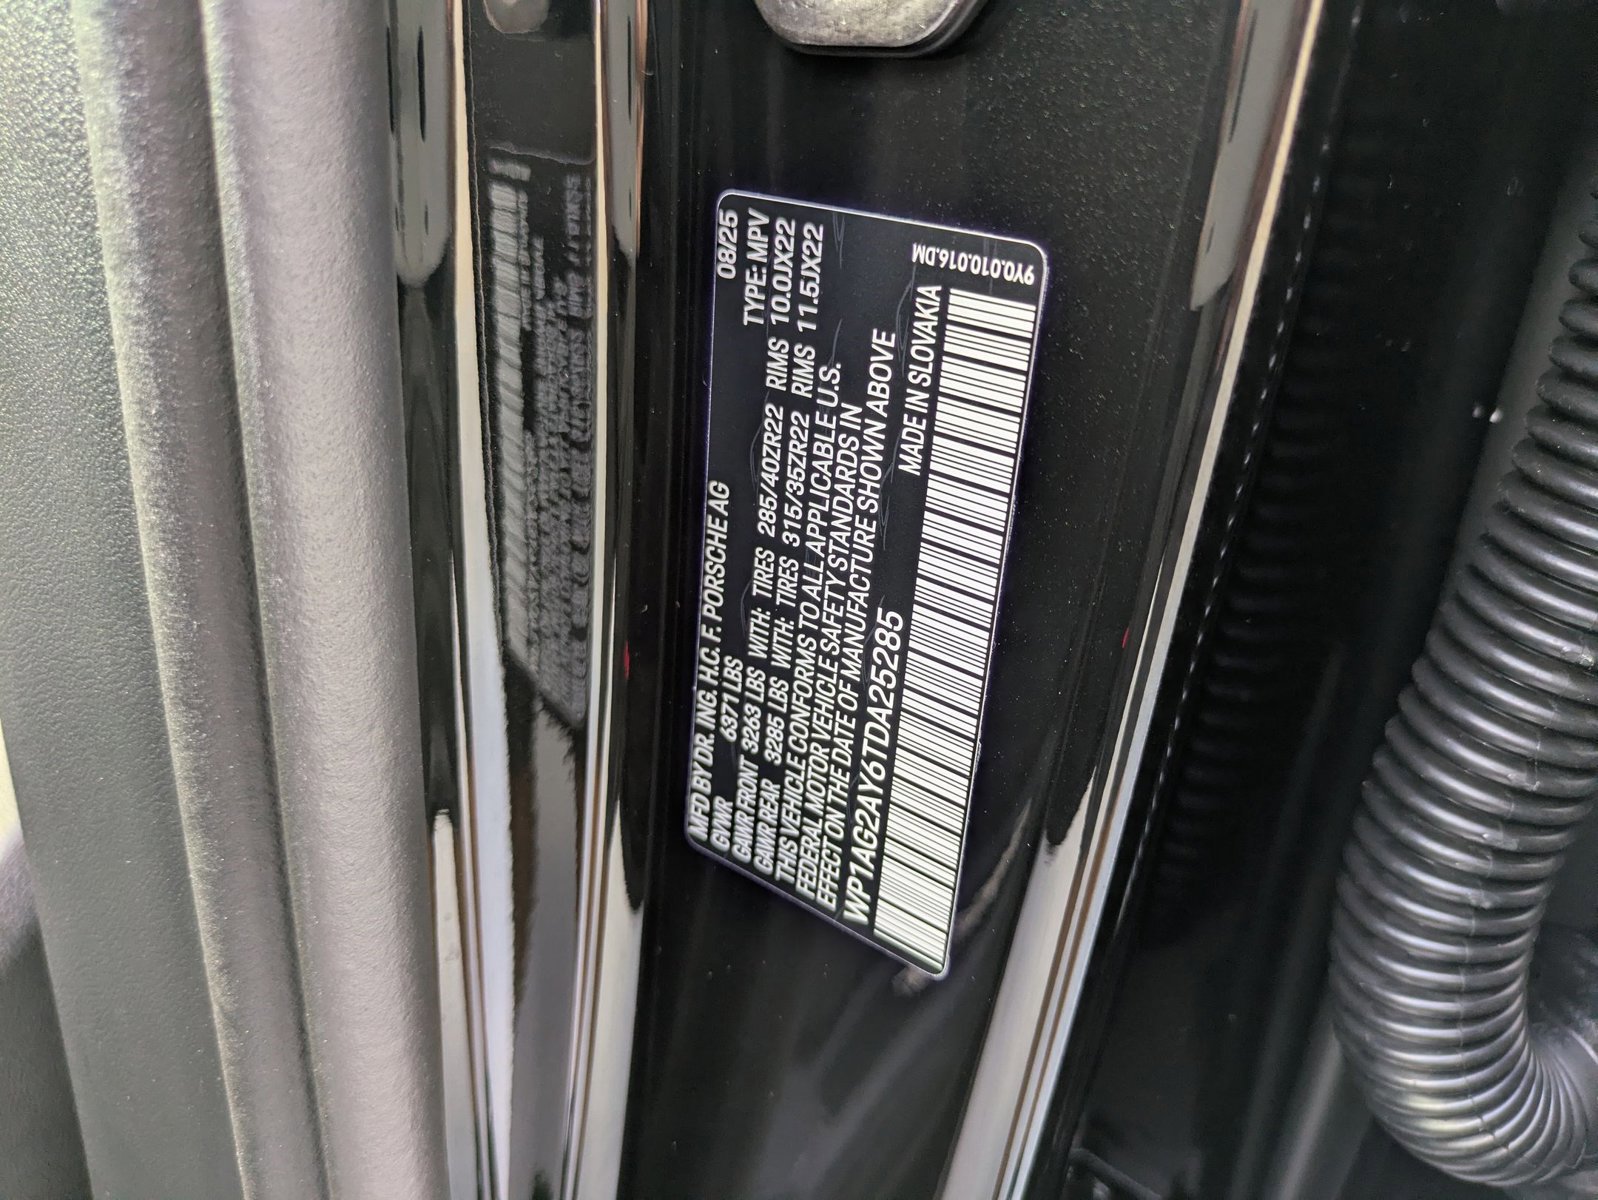 MFD BY DR. ING. H.C. F. PORSCHE AG 08/25
GVWR 6371 LBS TYPE: MPV
GAWR FRONT 3263 LBS WITH: TIRES 285/40ZR22 RIMS 10.0JX22
GAWR REAR 3285 LBS WITH: TIRES 315/35ZR22 RIMS 11.5JX22
THIS VEHICLE CONFORMS TO ALL APPLICABLE U.S.
FEDERAL MOTOR VEHICLE SAFETY STANDARDS IN
EFFECT ON THE DATE OF MANUFACTURE SHOWN ABOVE
WP1AG2AY6TDA25285 MADE IN SLOVAKIA
9Y0.010.016.DM